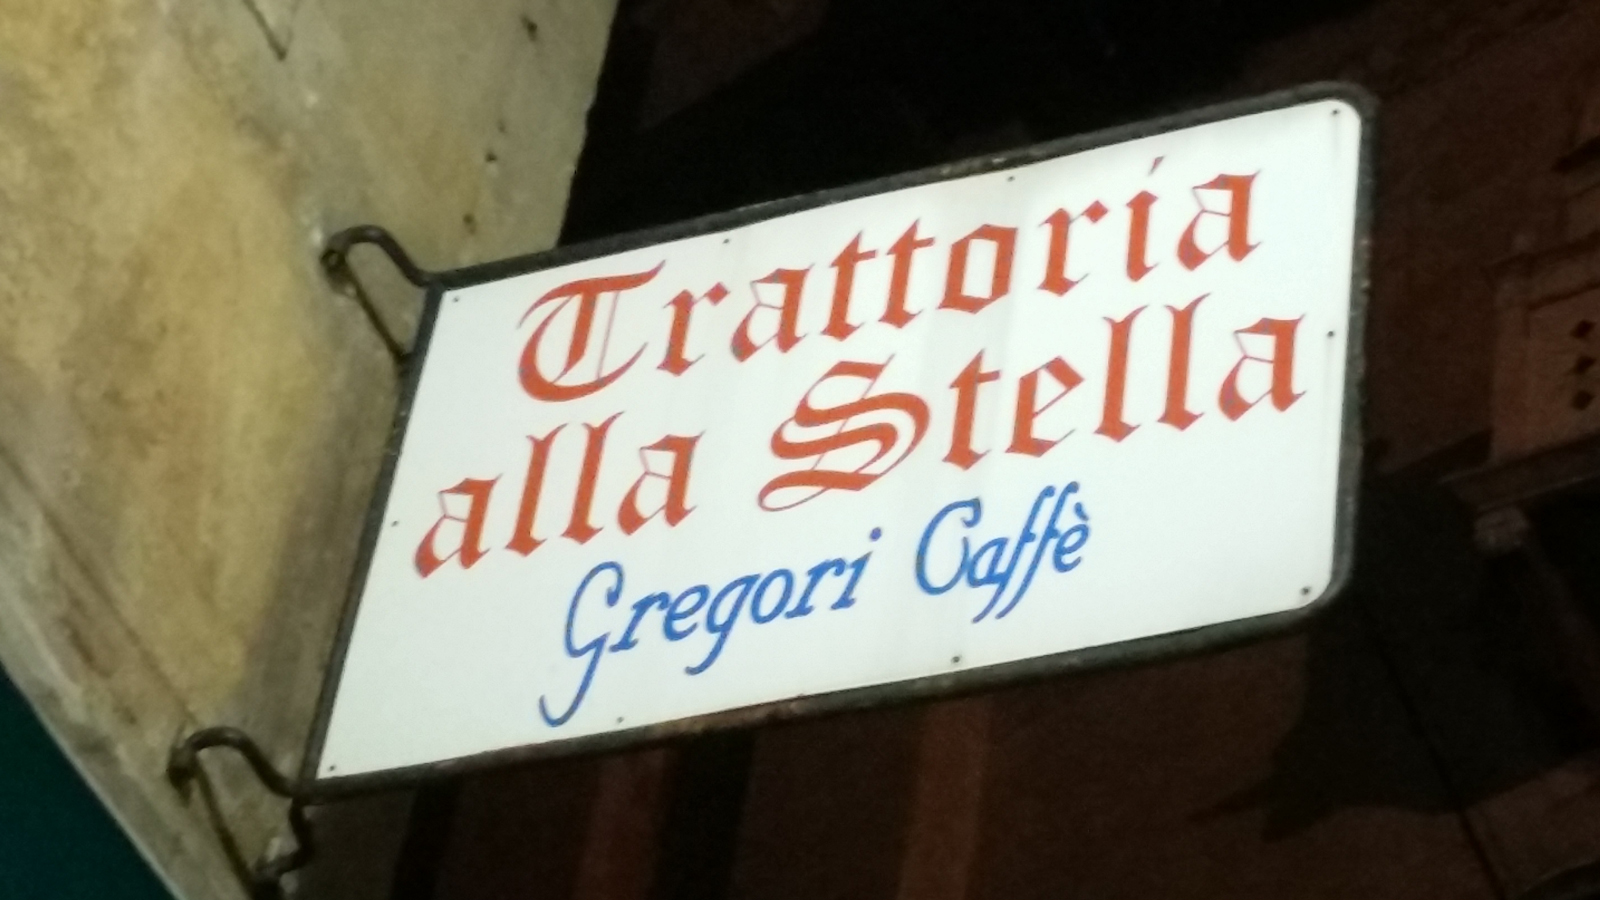 Trattoria
alla Stella
Gregori Caffè